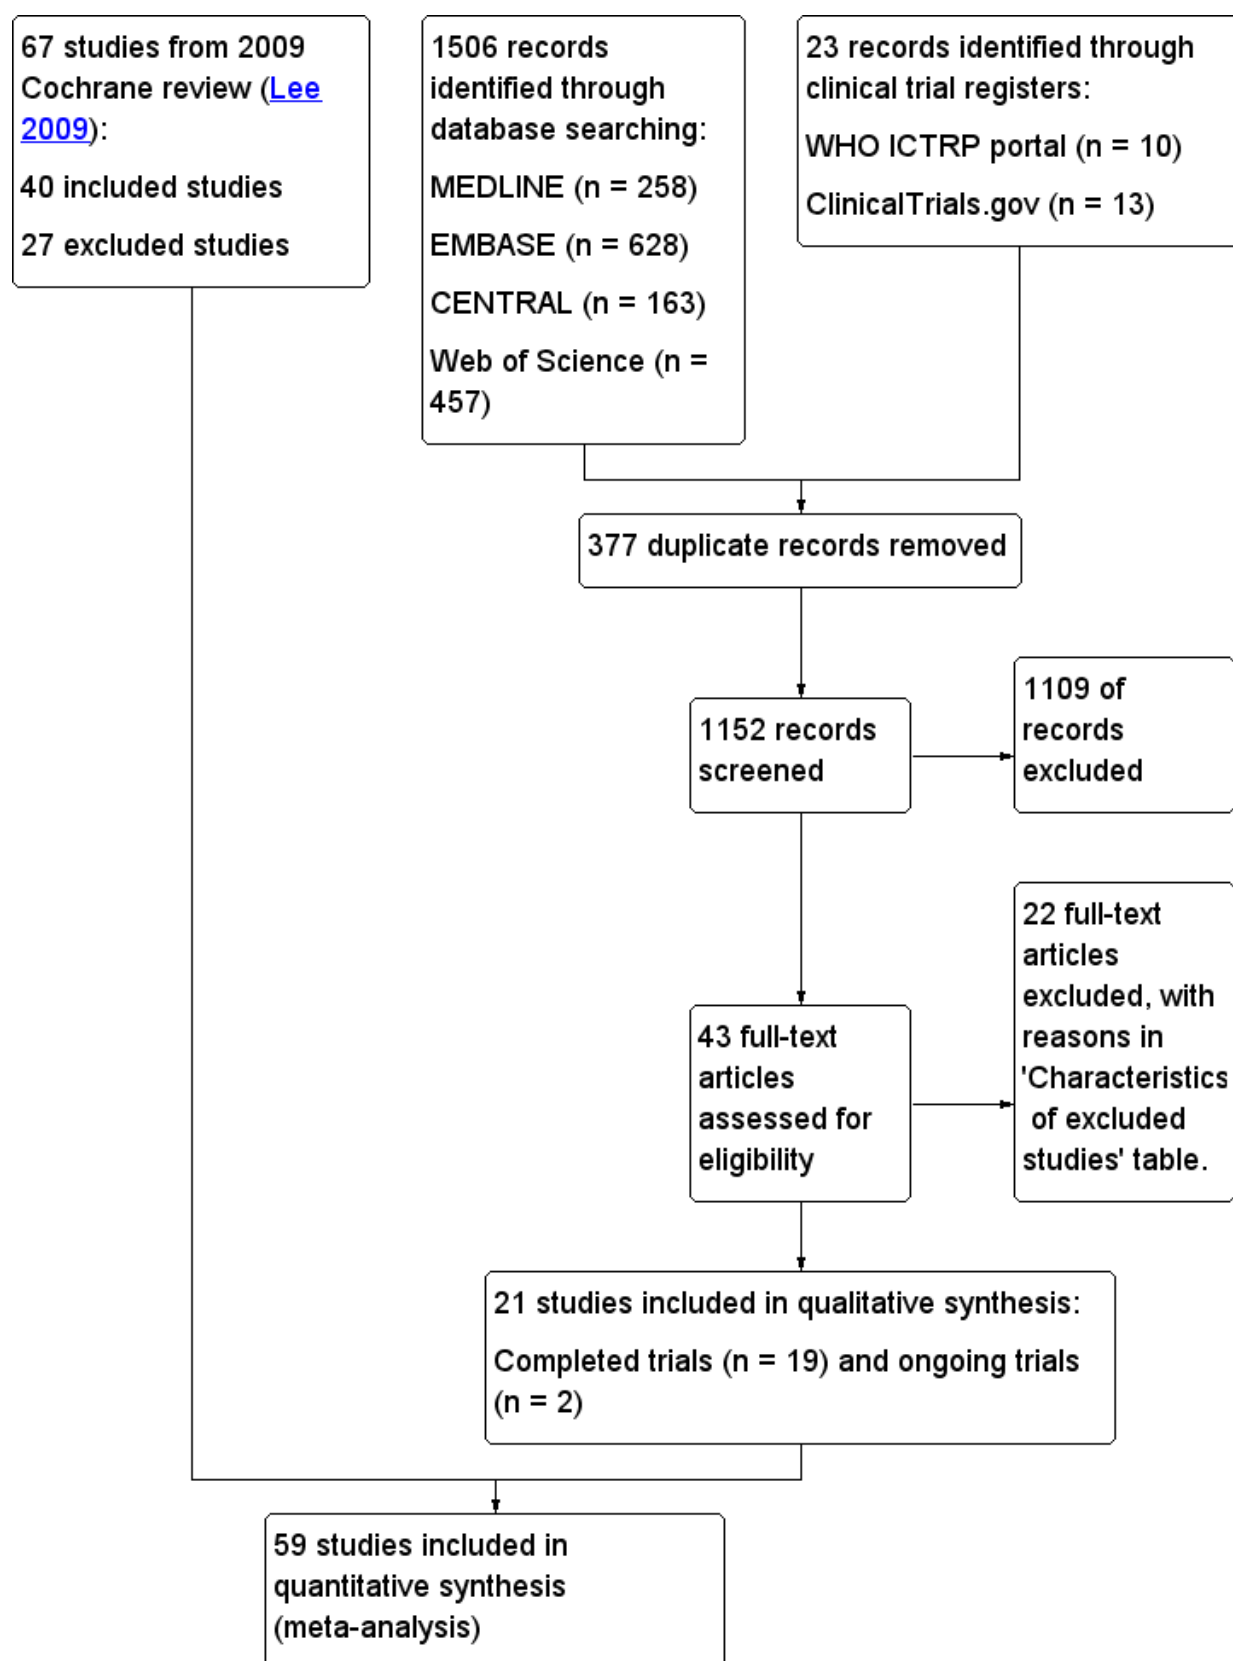 67 studies from 2009
Cochrane review (Lee
2009):
40 included studies
27 excluded studies
1506 records
identified through
database searching:
MEDLINE (n = 258)
EMBASE (n = 628)
CENTRAL (n = 163)
Web of Science (n =
457)
23 records identified through
clinical trial registers:
WHO ICTRP portal (n = 10)
ClinicalTrials.gov (n = 13)
377 duplicate records removed
1152 records
screened
1109 of
records
excluded
43 full-text
articles
assessed for
eligibility
22 full-text
articles
excluded, with
reasons in
'Characteristics
of excluded
studies' table.
21 studies included in qualitative synthesis:
Completed trials (n = 19) and ongoing trials
(n = 2)
59 studies included in
quantitative synthesis
(meta-analysis)